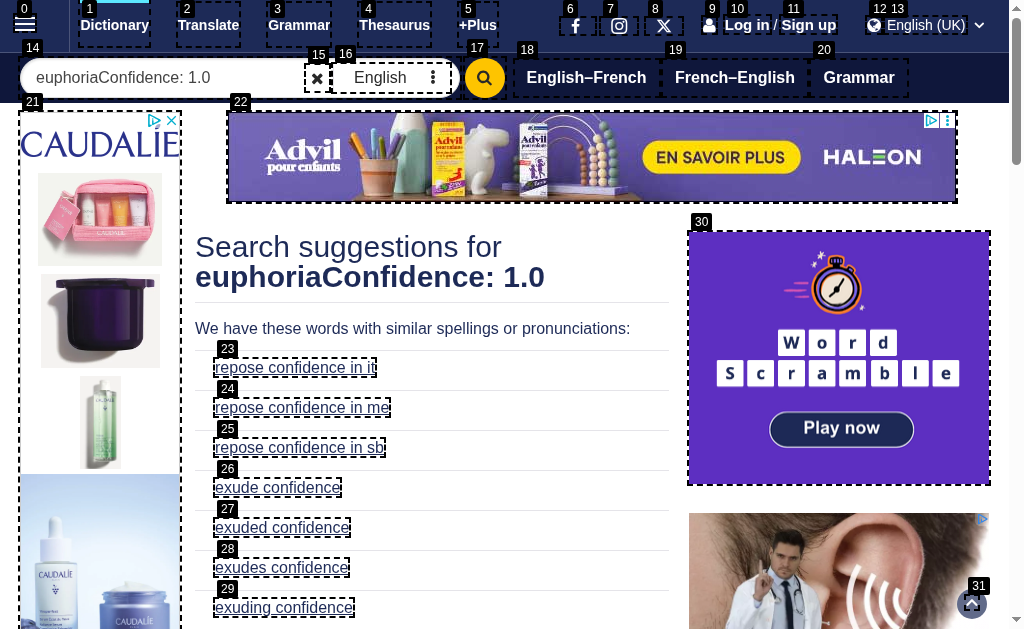 0 1 2 3 4 5 6 7 8 9 10 11 12 13
Dictionary Translate Grammar Thesaurus +Plus Log in / Sign up English (UK)
14 15 16 17 18 19 20
euphoriaConfidence: 1.0 English English–French French–English Grammar
21 22
CAUDALÍE
Advil
pour enfants
EN SAVOIR PLUS
HALEON
30
Search suggestions for
euphoriaConfidence: 1.0
We have these words with similar spellings or pronunciations:
23
repose confidence in it
24
repose confidence in me
25
repose confidence in sb
26
exude confidence
27
exuded confidence
28
exudes confidence
29
exuding confidence
Word
Scramble
Play now
31
CAUDALÍE
CAUDALÍE